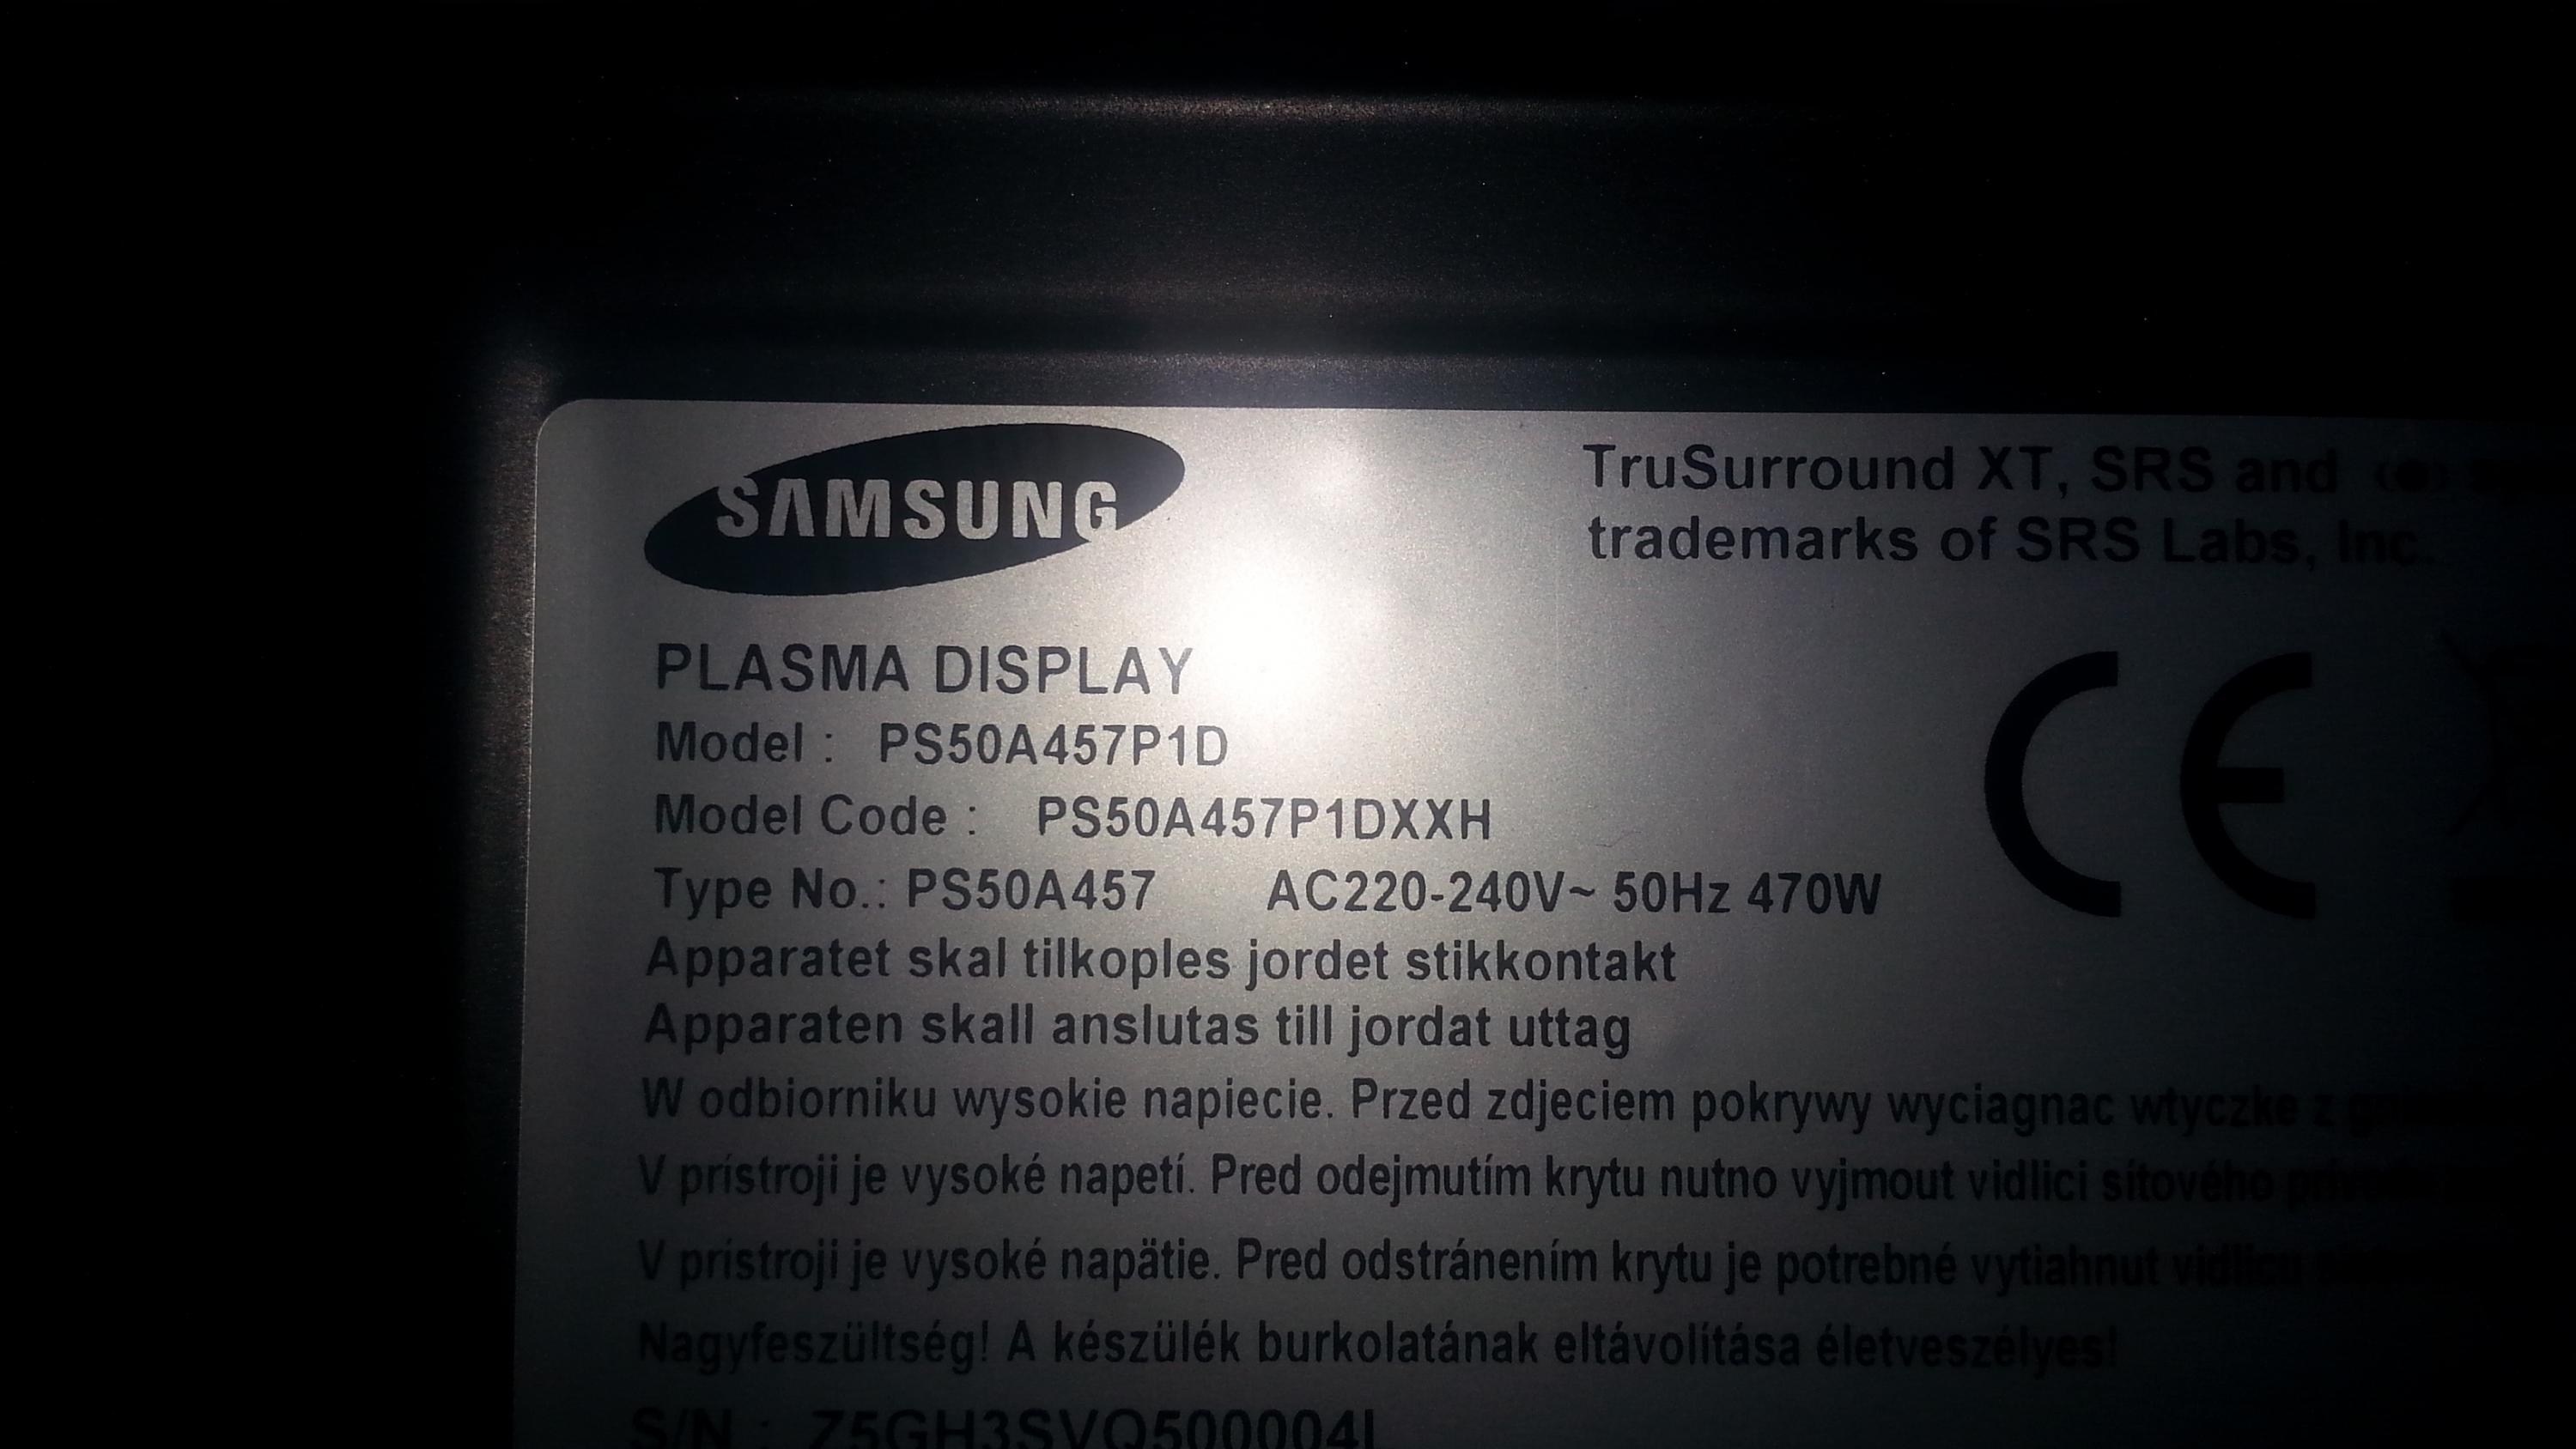 SAMSUNG
TruSurround XT, SRS and
trademarks of SRS Labs, Inc.
PLASMA DISPLAY
Model : PS50A457P1D
Model Code : PS50A457P1DXXH
Type No.: PS50A457 AC220-240V~ 50Hz 470W
CE
Apparatet skal tilkoples jordet stikkontakt
Apparaten skall anslutas till jordat uttag
W odbiorniku wysokie napiecie. Przed zdjeciem pokrywy wyciagnac wtyczke z
V prístroji je vysoké napetí. Pred odejmutím krytu nutno vyjmout vidlici sítového
V prístroji je vysoké napätie. Pred odstránením krytu je potrebné vytiahnut vidlicu
Nagyfeszültség! A készülék burkolatának eltávolítása életveszélyes!
S/N :